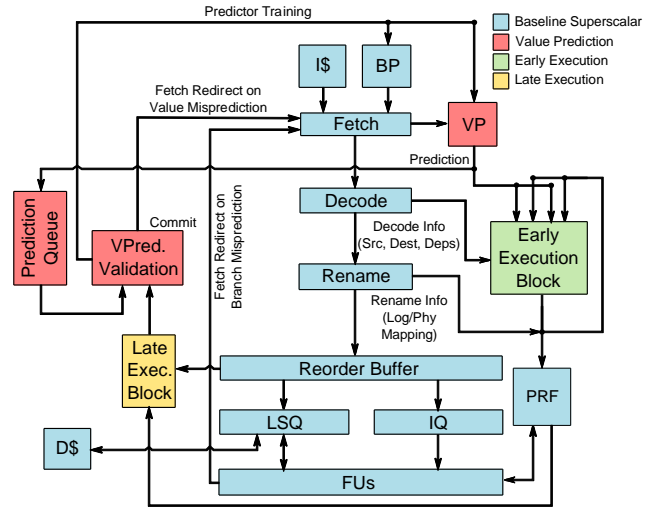 Predictor Training
Baseline Superscalar
Value Prediction
Early Execution
Late Execution
I$
BP
Fetch Redirect on
Value Misprediction
Fetch
VP
Prediction
Decode
Prediction
Queue
Commit
VPred.
Validation
Fetch Redirect on
Branch Misprediction
Decode Info
(Src, Dest, Deps)
Early
Execution
Block
Rename
Rename Info
(Log/Phy
Mapping)
Late
Exec.
Block
Reorder Buffer
PRF
LSQ
IQ
D$
FUs